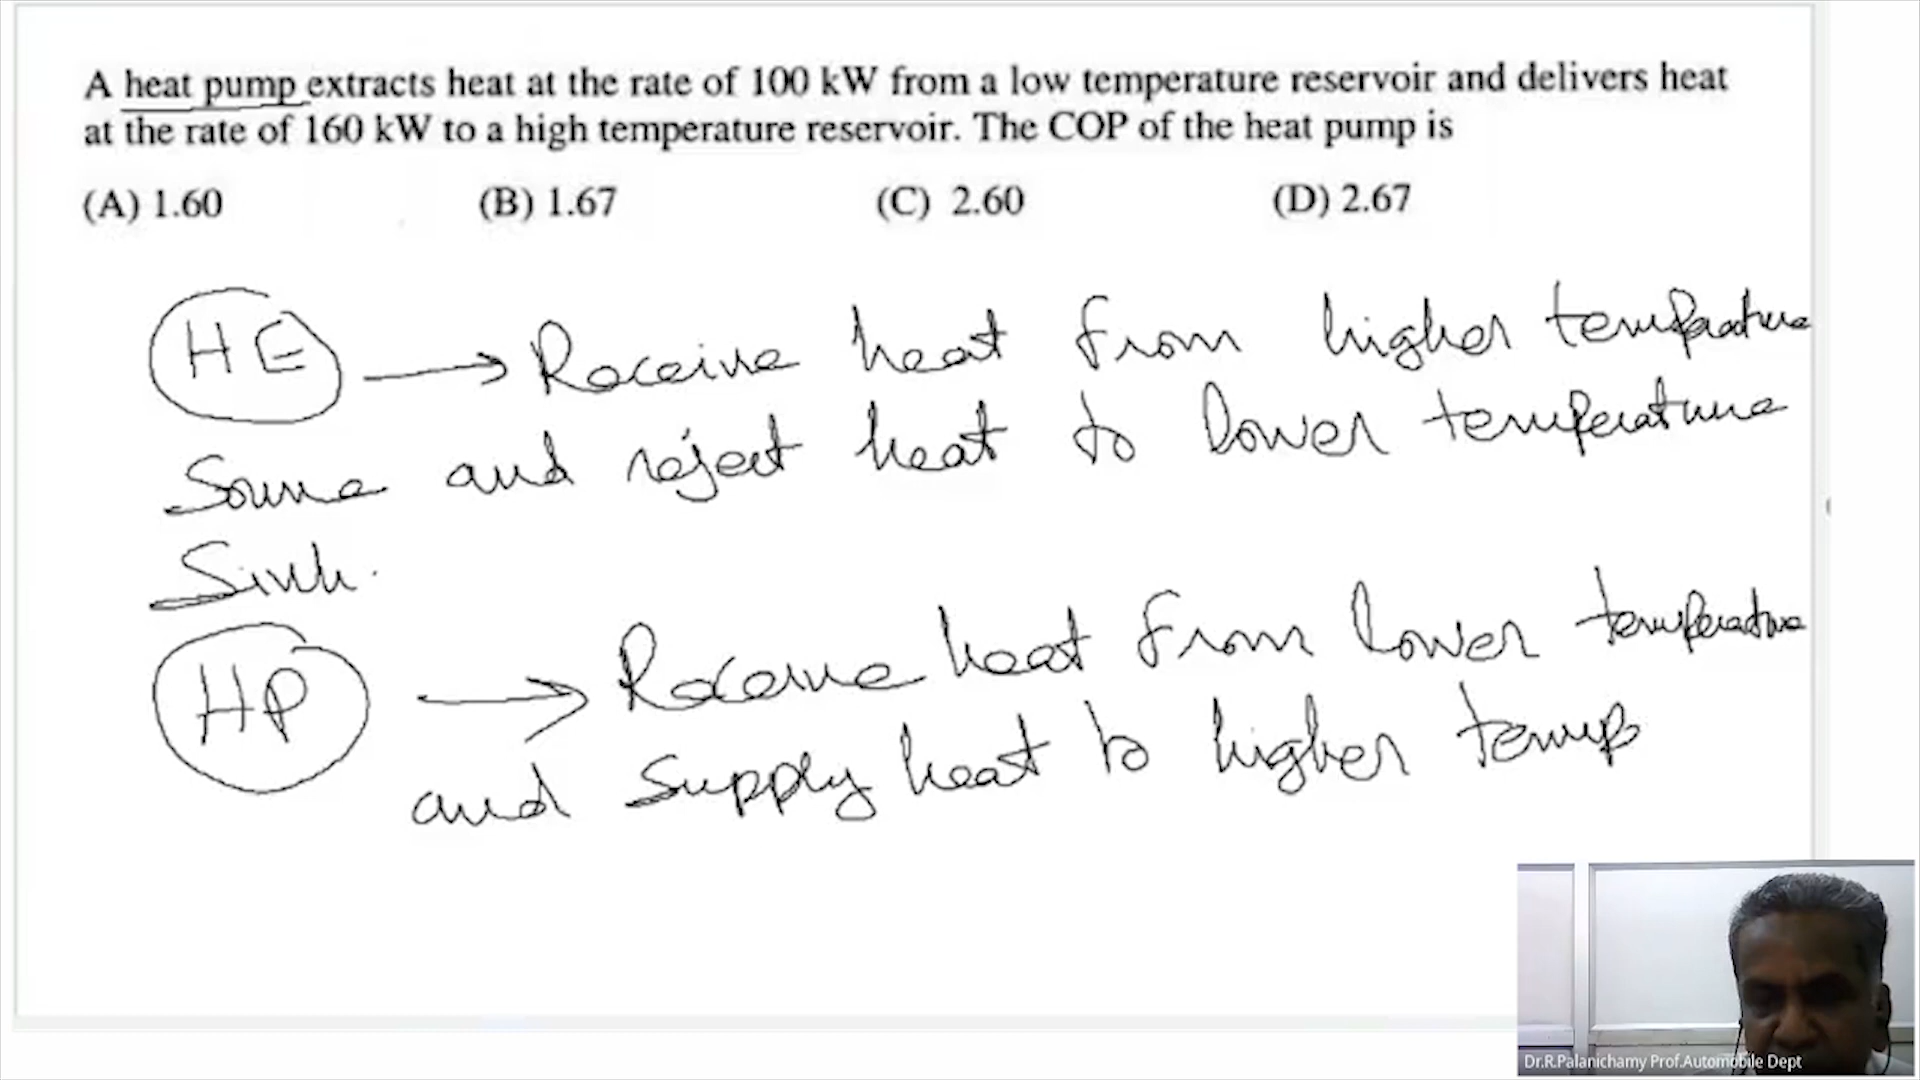 A heat pump extracts heat at the rate of 100 kW from a low temperature reservoir and delivers heat
at the rate of 160 kW to a high temperature reservoir. The COP of the heat pump is
(A) 1.60 (B) 1.67 (C) 2.60 (D) 2.67
HE → Receive heat from higher temperature
Source and reject heat to lower temperature
Sink.
HP → Receive heat from lower temperature
and supply heat to higher temp
Dr.R.Palanichamy Prof.Automobile Dept